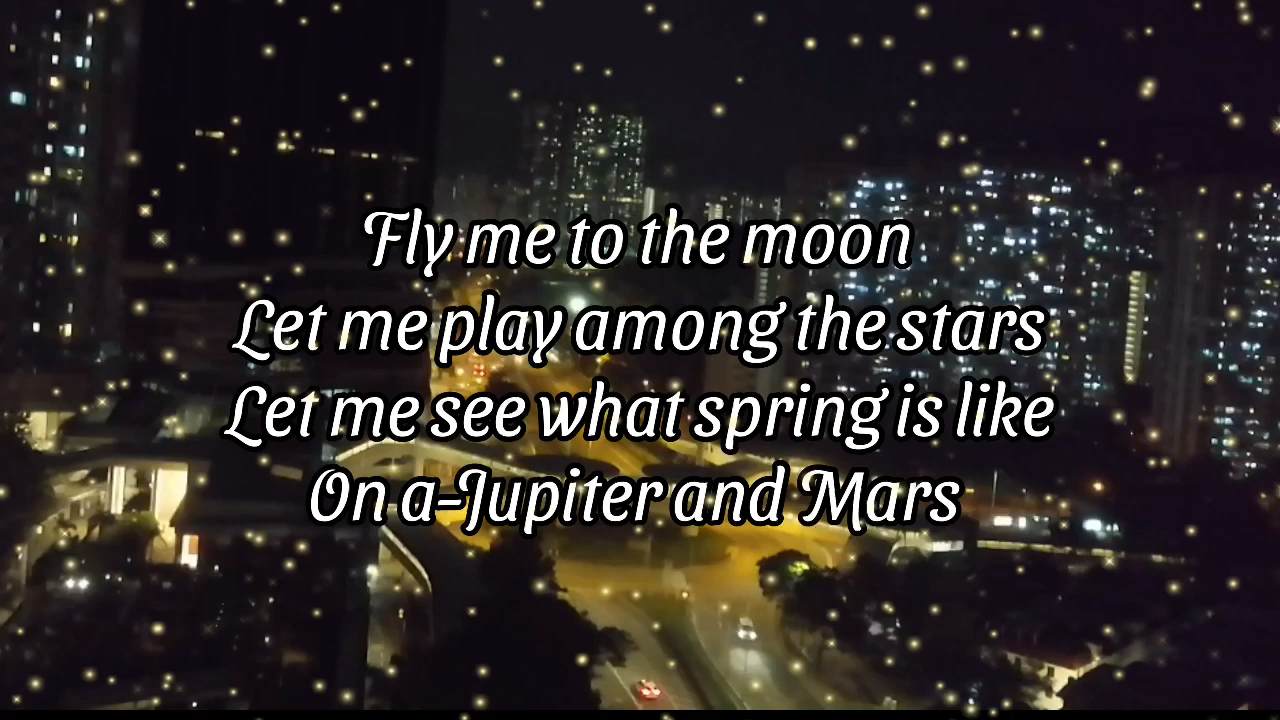 Fly me to the moon
Let me play among the stars
Let me see what spring is like
On a-Jupiter and Mars